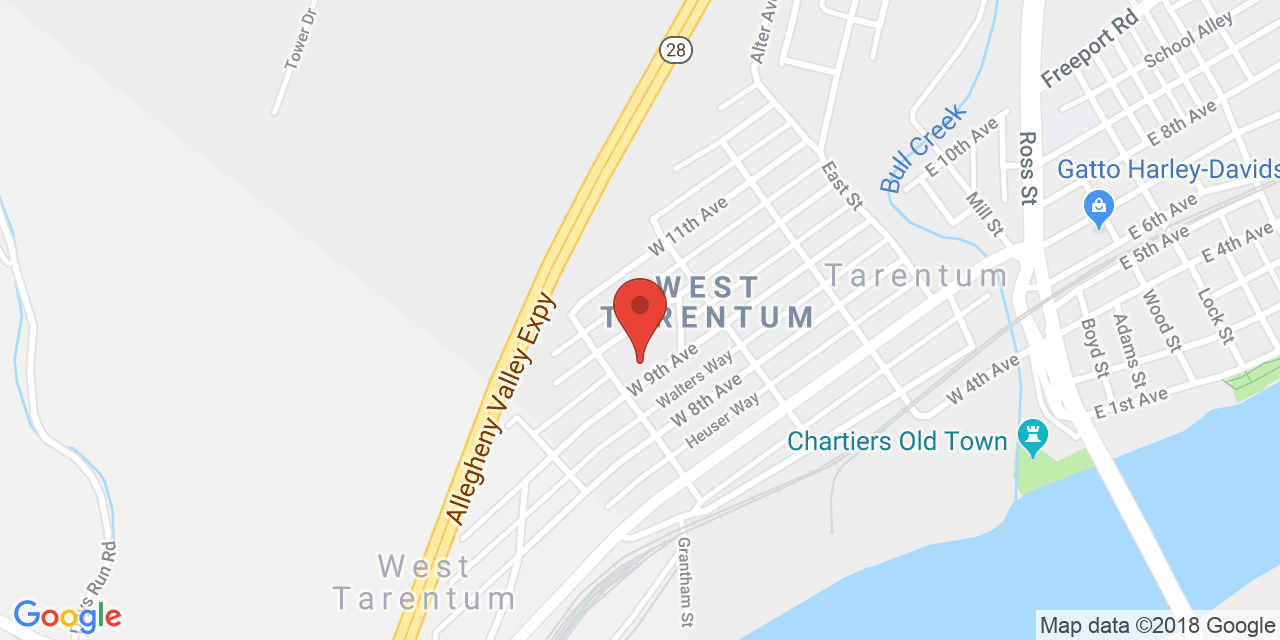 Tower Dr
28
Alter Ave
Freeport Rd
School Alley
Bull Creek
E 10th Ave
Ross St
E 8th Ave
Gatto Harley-Davids
East St
Mill St
E 6th Ave
E 5th Ave
E 4th Ave
W 11th Ave
WEST
TARENTUM
Tarentum
Wood St
Lock St
Adams St
Boyd St
Allegheny Valley Expy
W 9th Ave
Walters Way
W 8th Ave
Heuser Way
W 4th Ave
E 1st Ave
Chartiers Old Town
West
Tarentum
Grantham St
Run Rd
Google
Map data ©2018 Google